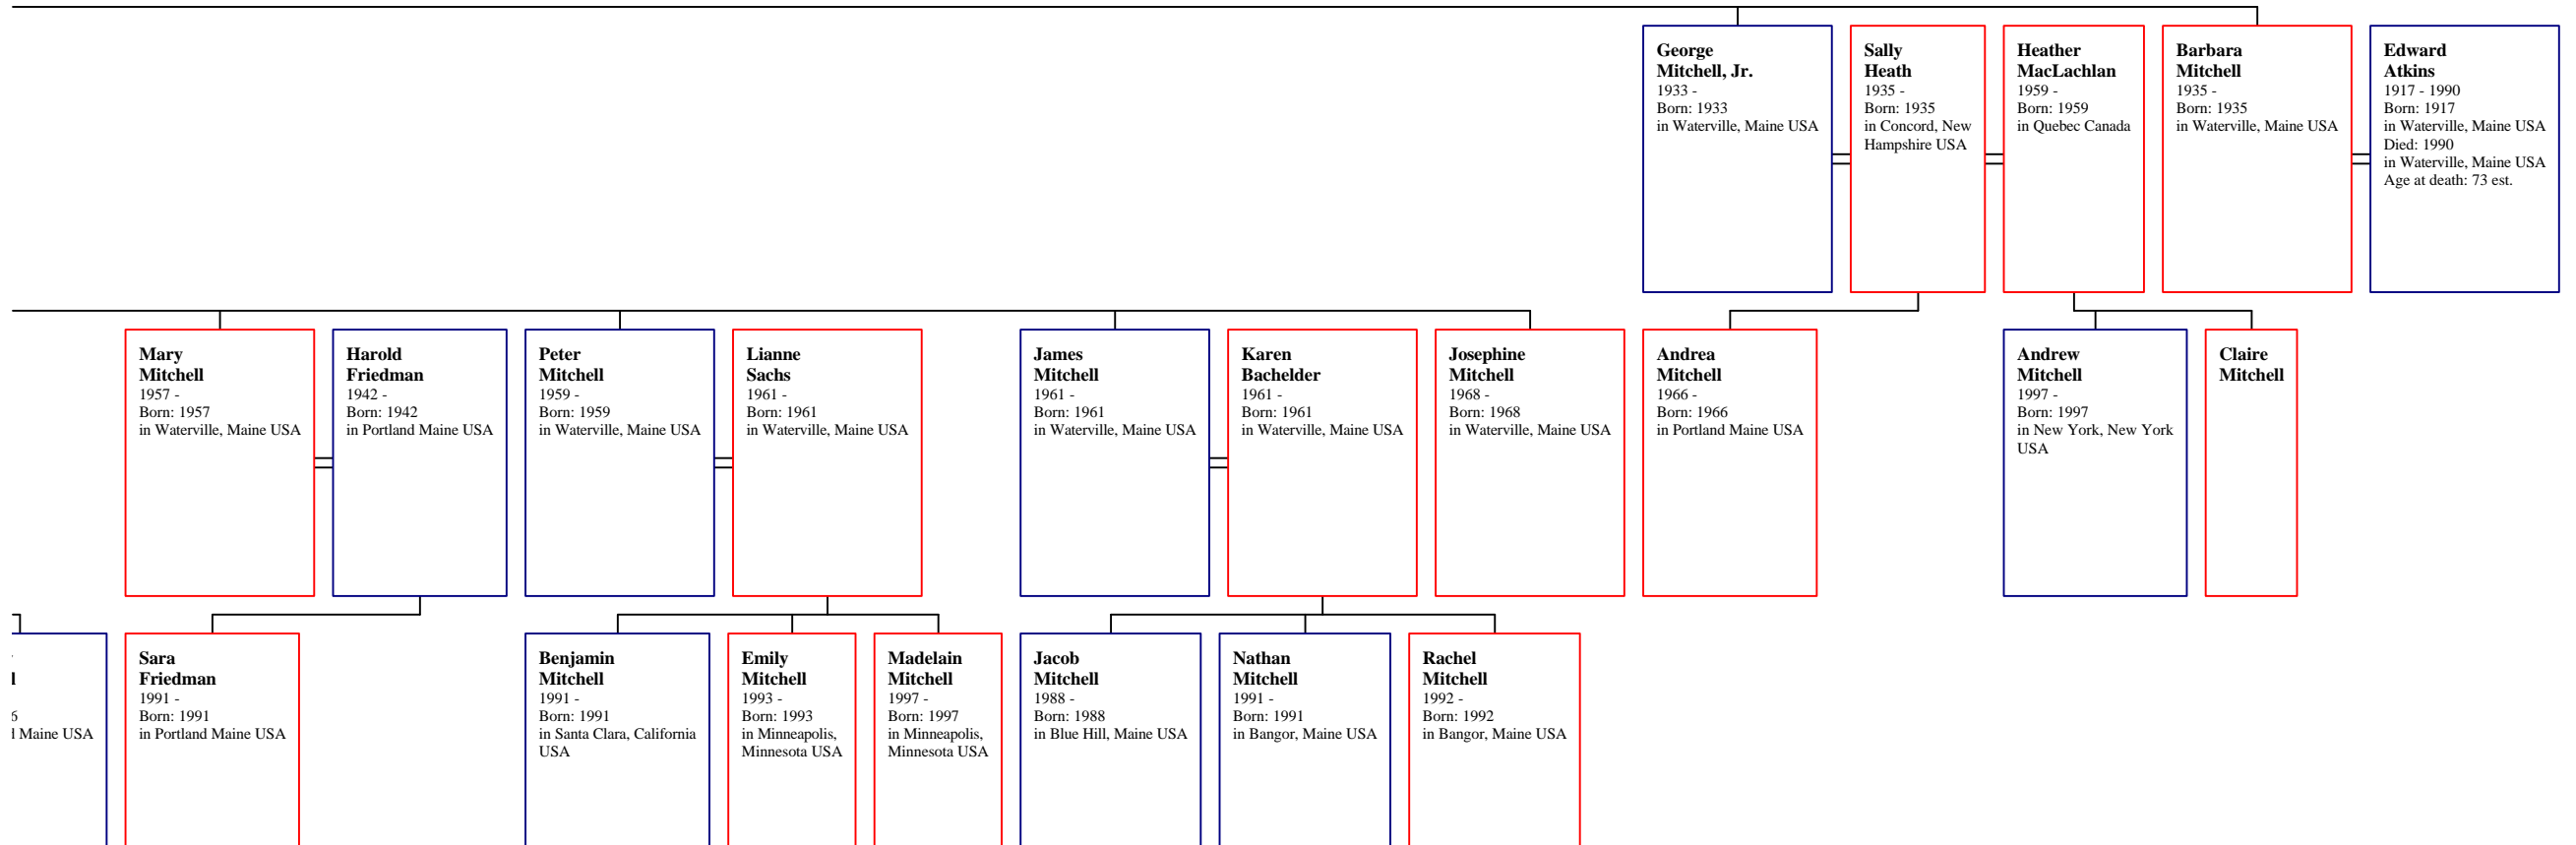 George
Mitchell, Jr.
1933 -
Born: 1933
in Waterville, Maine USA
Sally
Heath
1935 -
Born: 1935
in Concord, New
Hampshire USA
Heather
MacLachlan
1959 -
Born: 1959
in Quebec Canada
Barbara
Mitchell
1935 -
Born: 1935
in Waterville, Maine USA
Edward
Atkins
1917 - 1990
Born: 1917
in Waterville, Maine USA
Died: 1990
in Waterville, Maine USA
Age at death: 73 est.
Mary
Mitchell
1957 -
Born: 1957
in Waterville, Maine USA
Harold
Friedman
1942 -
Born: 1942
in Portland Maine USA
Peter
Mitchell
1959 -
Born: 1959
in Waterville, Maine USA
Lianne
Sachs
1961 -
Born: 1961
in Waterville, Maine USA
James
Mitchell
1961 -
Born: 1961
in Waterville, Maine USA
Karen
Bachelder
1961 -
Born: 1961
in Waterville, Maine USA
Josephine
Mitchell
1968 -
Born: 1968
in Waterville, Maine USA
Andrea
Mitchell
1966 -
Born: 1966
in Portland Maine USA
Andrew
Mitchell
1997 -
Born: 1997
in New York, New York
USA
Claire
Mitchell
Maine USA
Sara
Friedman
1991 -
Born: 1991
in Portland Maine USA
Benjamin
Mitchell
1991 -
Born: 1991
in Santa Clara, California
USA
Emily
Mitchell
1993 -
Born: 1993
in Minneapolis,
Minnesota USA
Madelain
Mitchell
1997 -
Born: 1997
in Minneapolis,
Minnesota USA
Jacob
Mitchell
1988 -
Born: 1988
in Blue Hill, Maine USA
Nathan
Mitchell
1991 -
Born: 1991
in Bangor, Maine USA
Rachel
Mitchell
1992 -
Born: 1992
in Bangor, Maine USA